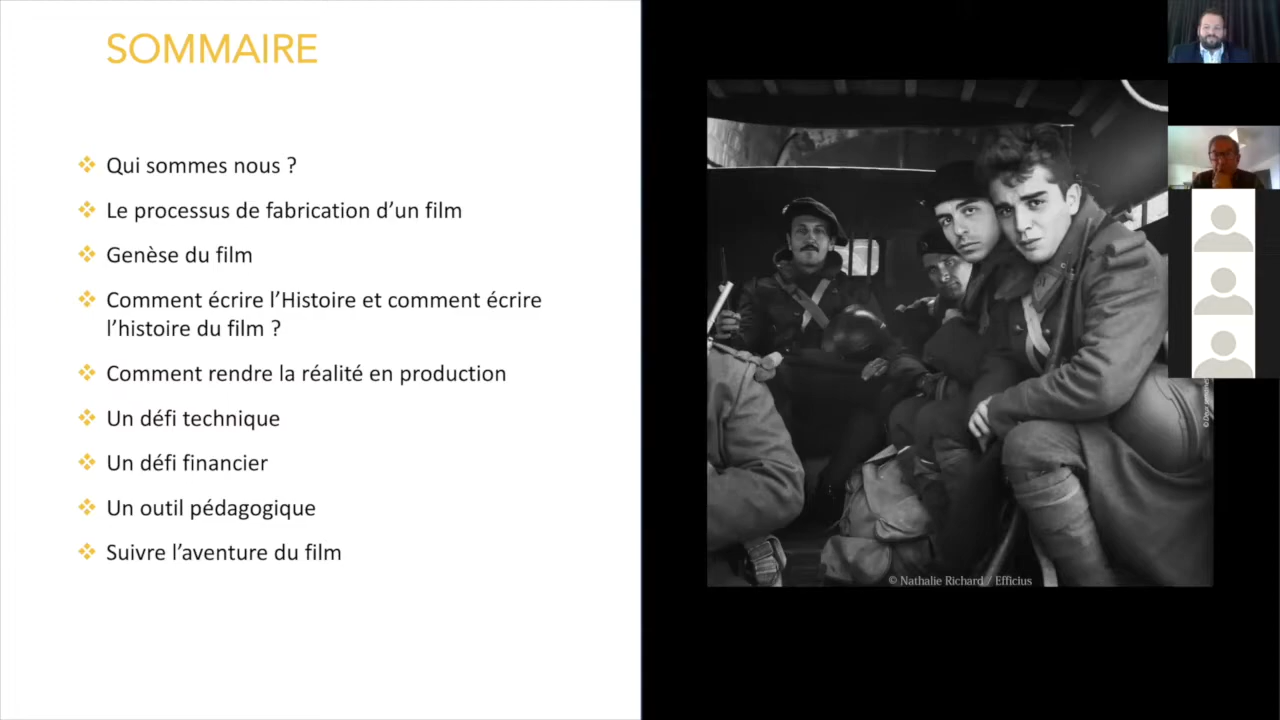 SOMMAIRE
Qui sommes nous ?
Le processus de fabrication d’un film
Genèse du film
Comment écrire l’Histoire et comment écrire
l’histoire du film ?
Comment rendre la réalité en production
Un défi technique
Un défi financier
Un outil pédagogique
Suivre l’aventure du film
© Nathalie Richard / Efficius